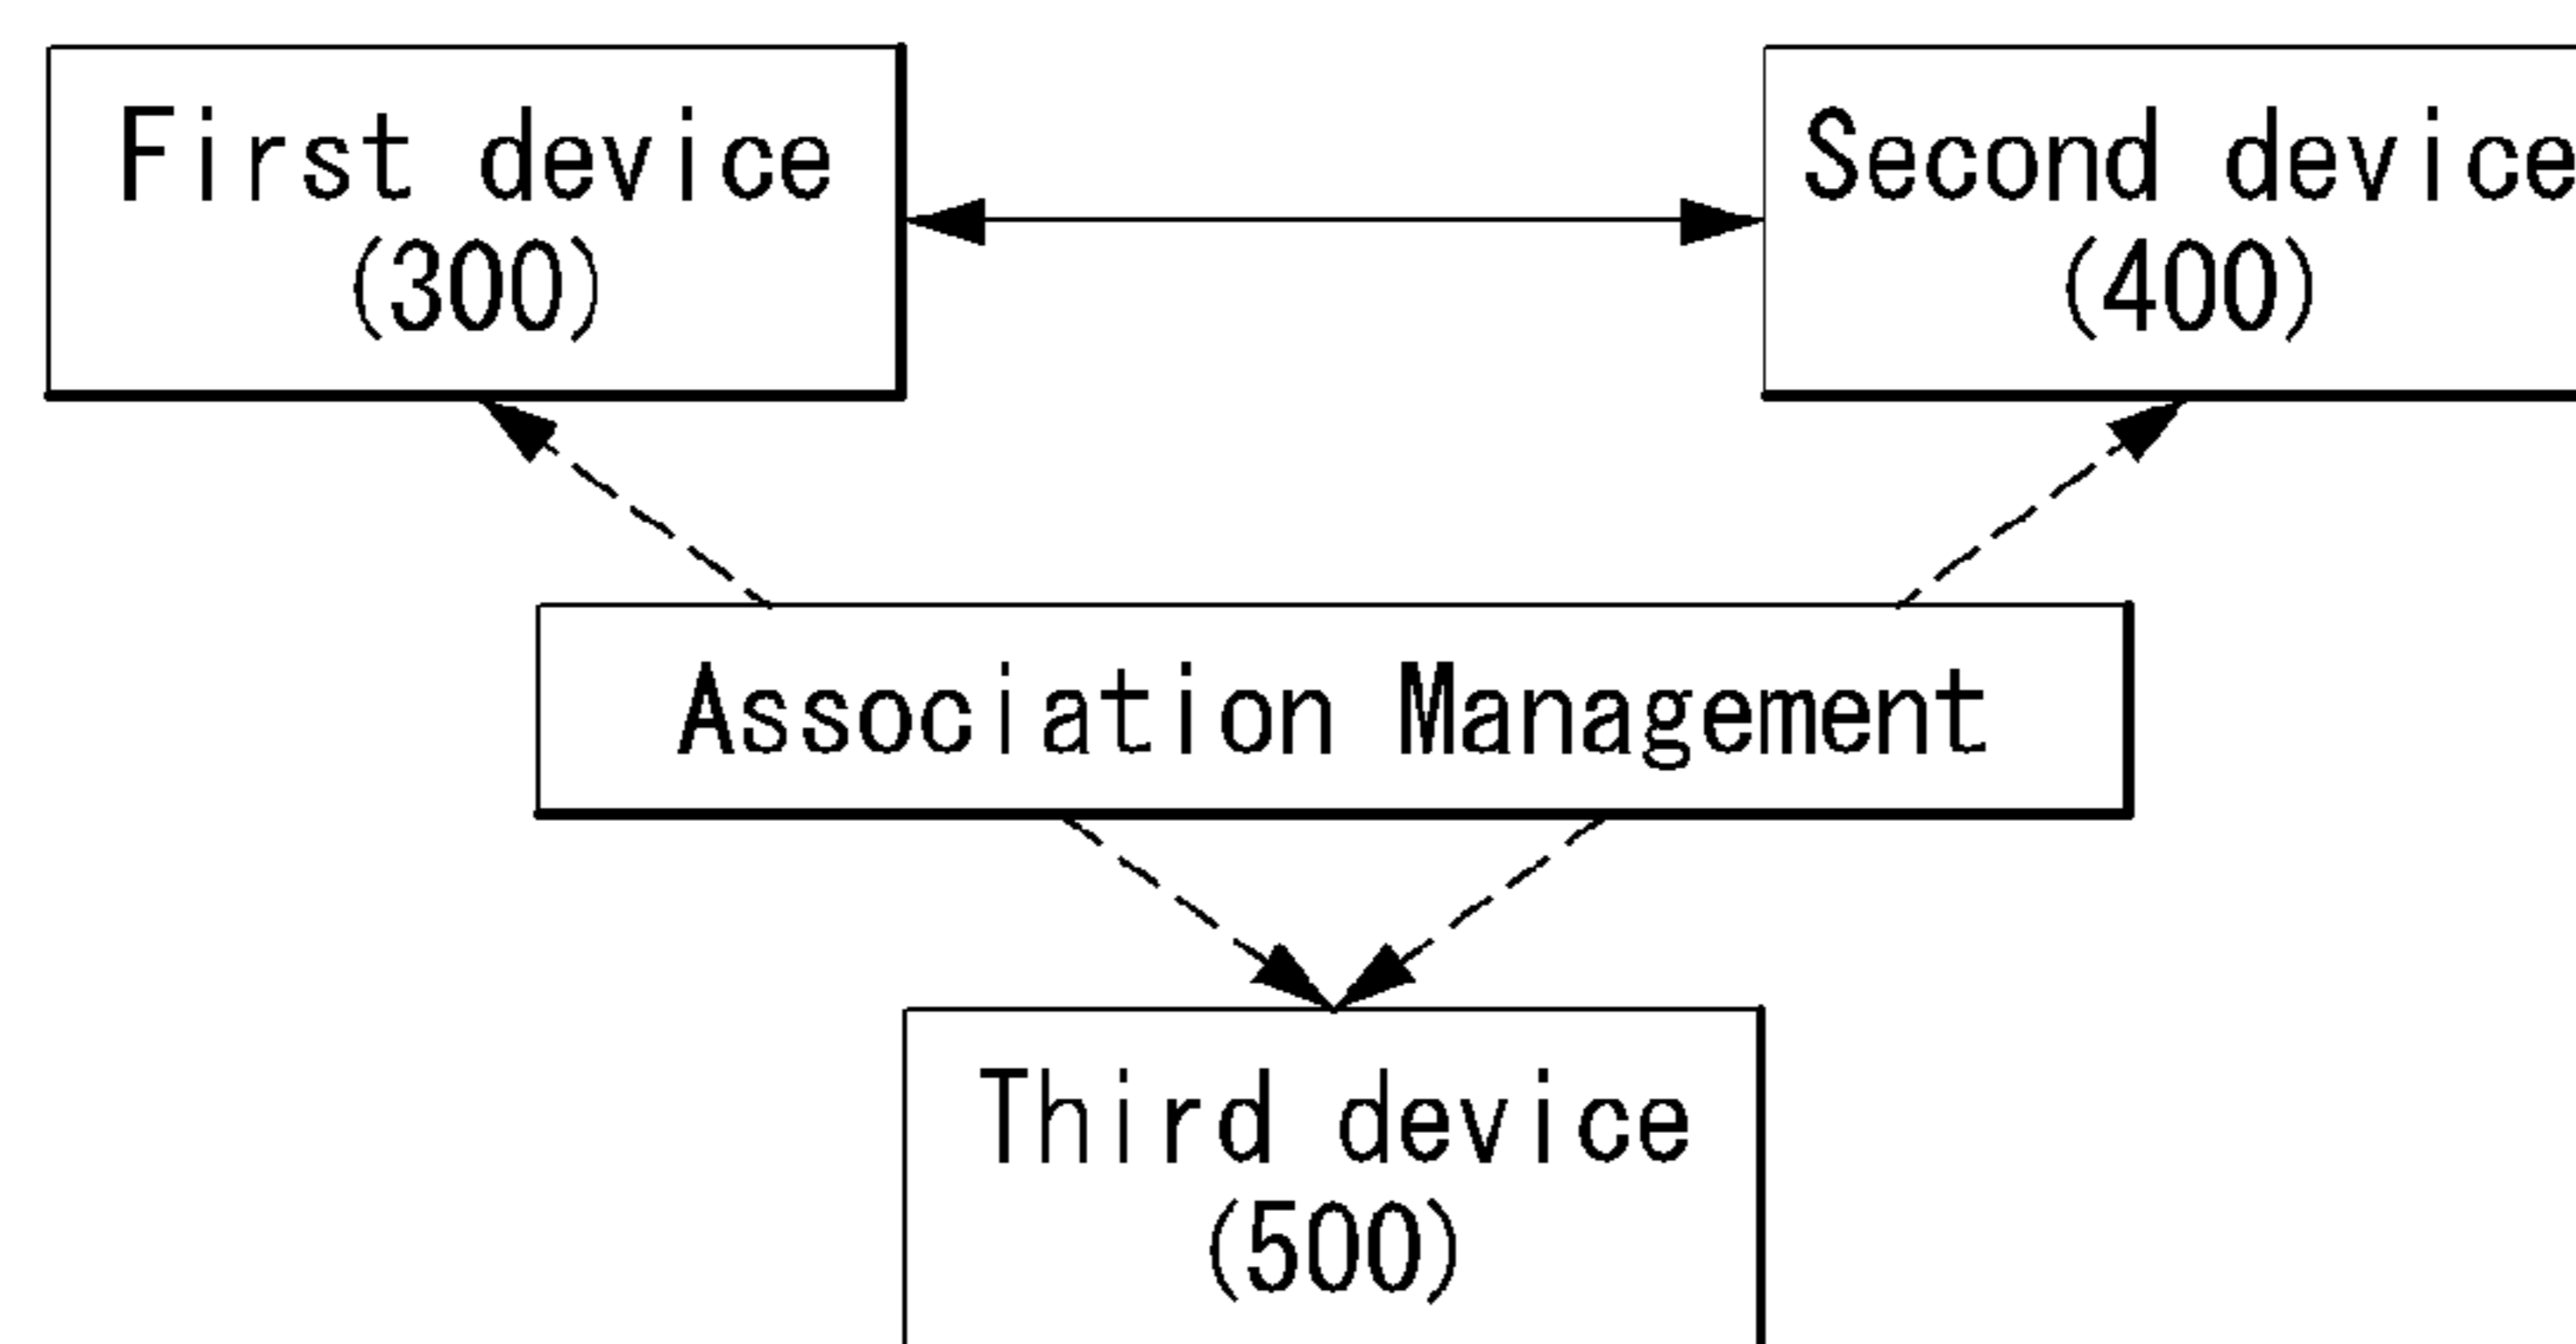 First device
(300)
Second device
(400)
Association Management
Third device
(500)